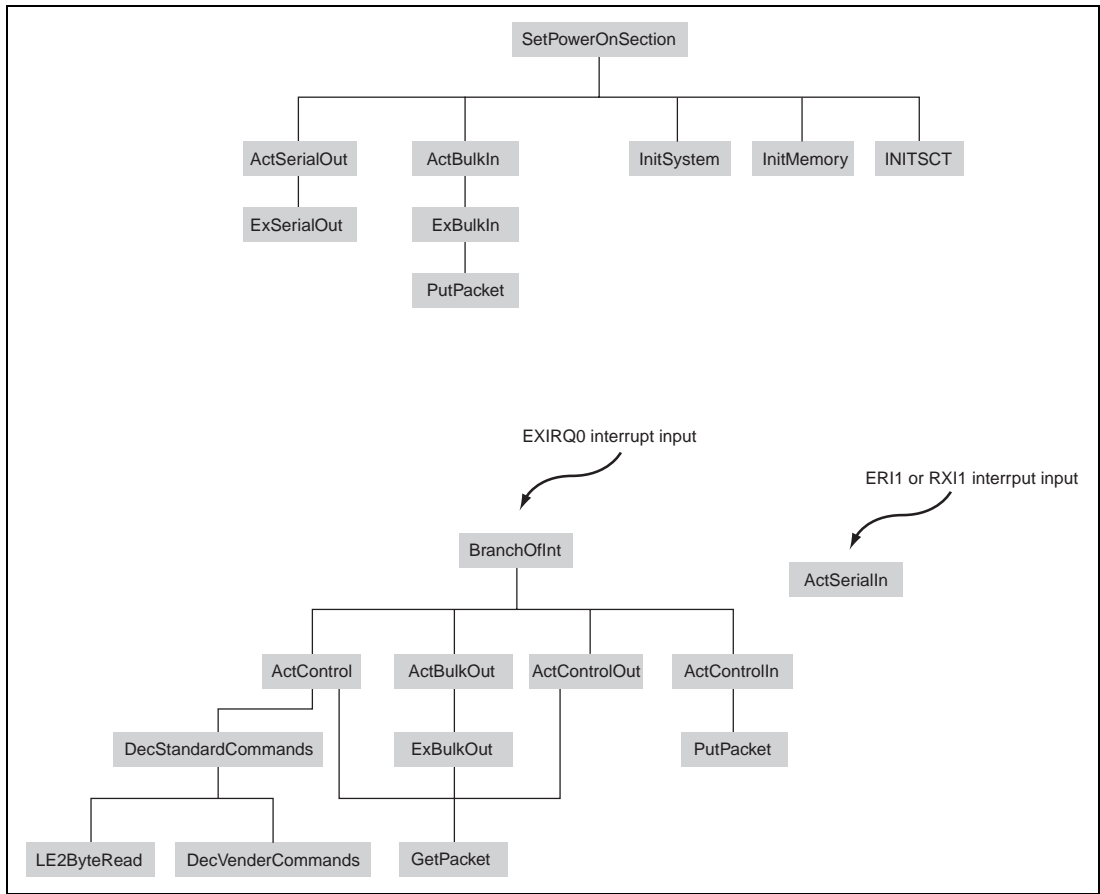 SetPowerOnSection
ActSerialOut
ActBulkIn
InitSystem
InitMemory
INITSCT
ExSerialOut
ExBulkIn
PutPacket
EXIRQ0 interrupt input
ERI1 or RXI1 interrput input
BranchOfInt
ActSerialIn
ActControl
ActBulkOut
ActControlOut
ActControlIn
DecStandardCommands
ExBulkOut
PutPacket
LE2ByteRead
DecVenderCommands
GetPacket